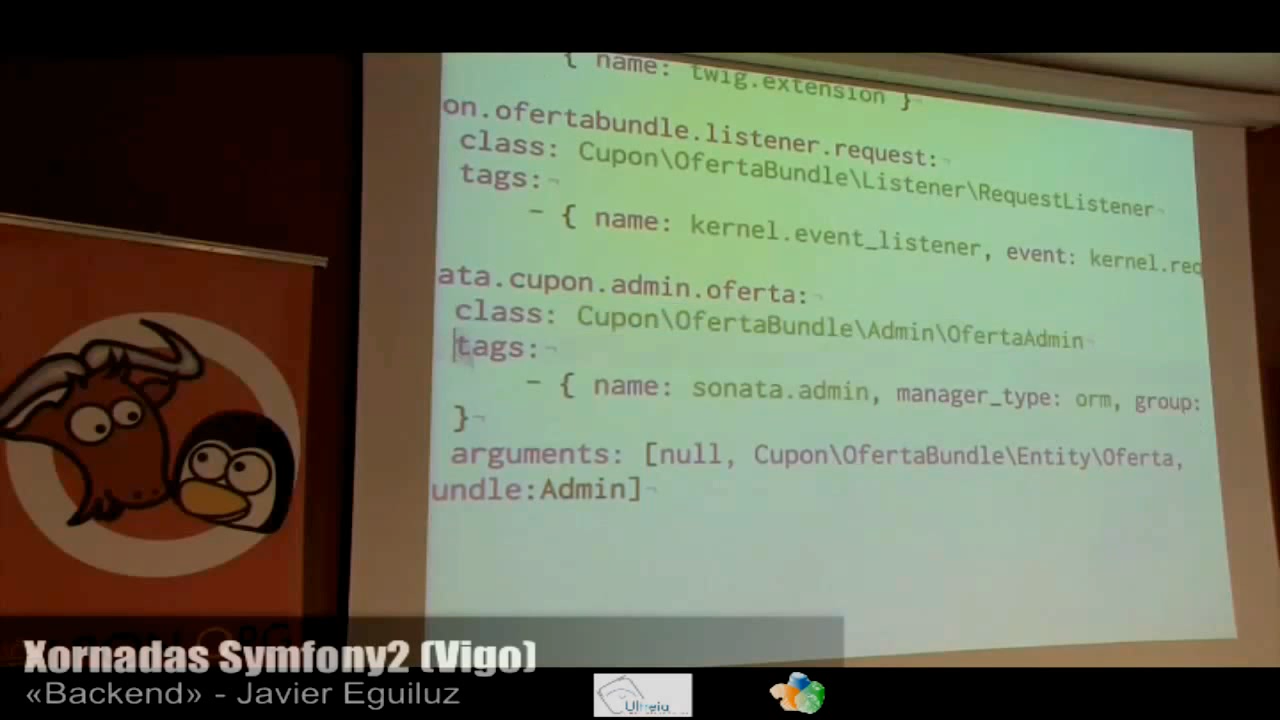 { name: twig.extension }
on.ofertabundle.listener.request:
class: Cupon\OfertaBundle\Listener\RequestListener
tags:
- { name: kernel.event_listener, event: kernel.req
ata.cupon.admin.oferta:
class: Cupon\OfertaBundle\Admin\OfertaAdmin
tags:
- { name: sonata.admin, manager_type: orm, group:
}
arguments: [null, Cupon\OfertaBundle\Entity\Oferta,
undle:Admin]
Xornadas Symfony2 (Vigo)
«Backend» - Javier Eguiluz